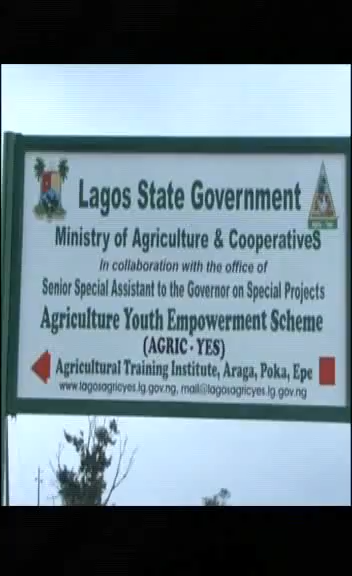 Lagos State Government
Ministry of Agriculture & CooperativeS
In collaboration with the office of
Senior Special Assistant to the Governor on Special Projects
Agriculture Youth Empowerment Scheme
(AGRIC - YES)
Agricultural Training Institute, Araga, Poka, Epe
www.lagosagricyes.lg.gov.ng, mail@lagosagricyes.lg.gov.ng